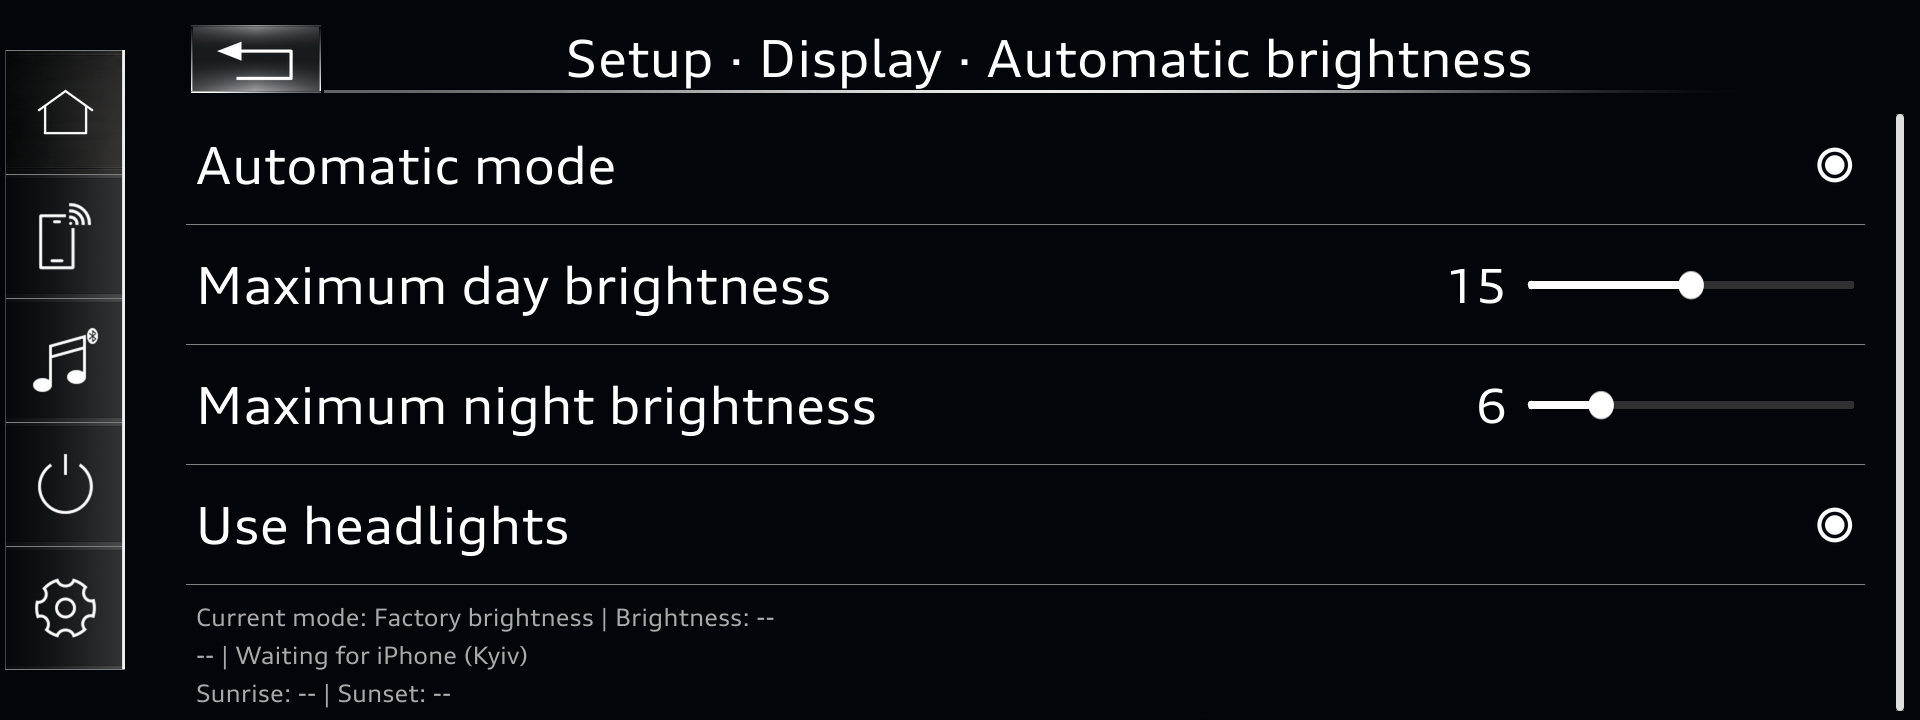 Setup · Display · Automatic brightness
Automatic mode
Maximum day brightness 15
Maximum night brightness 6
Use headlights
Current mode: Factory brightness | Brightness: --
-- | Waiting for iPhone (Kyiv)
Sunrise: -- | Sunset: --